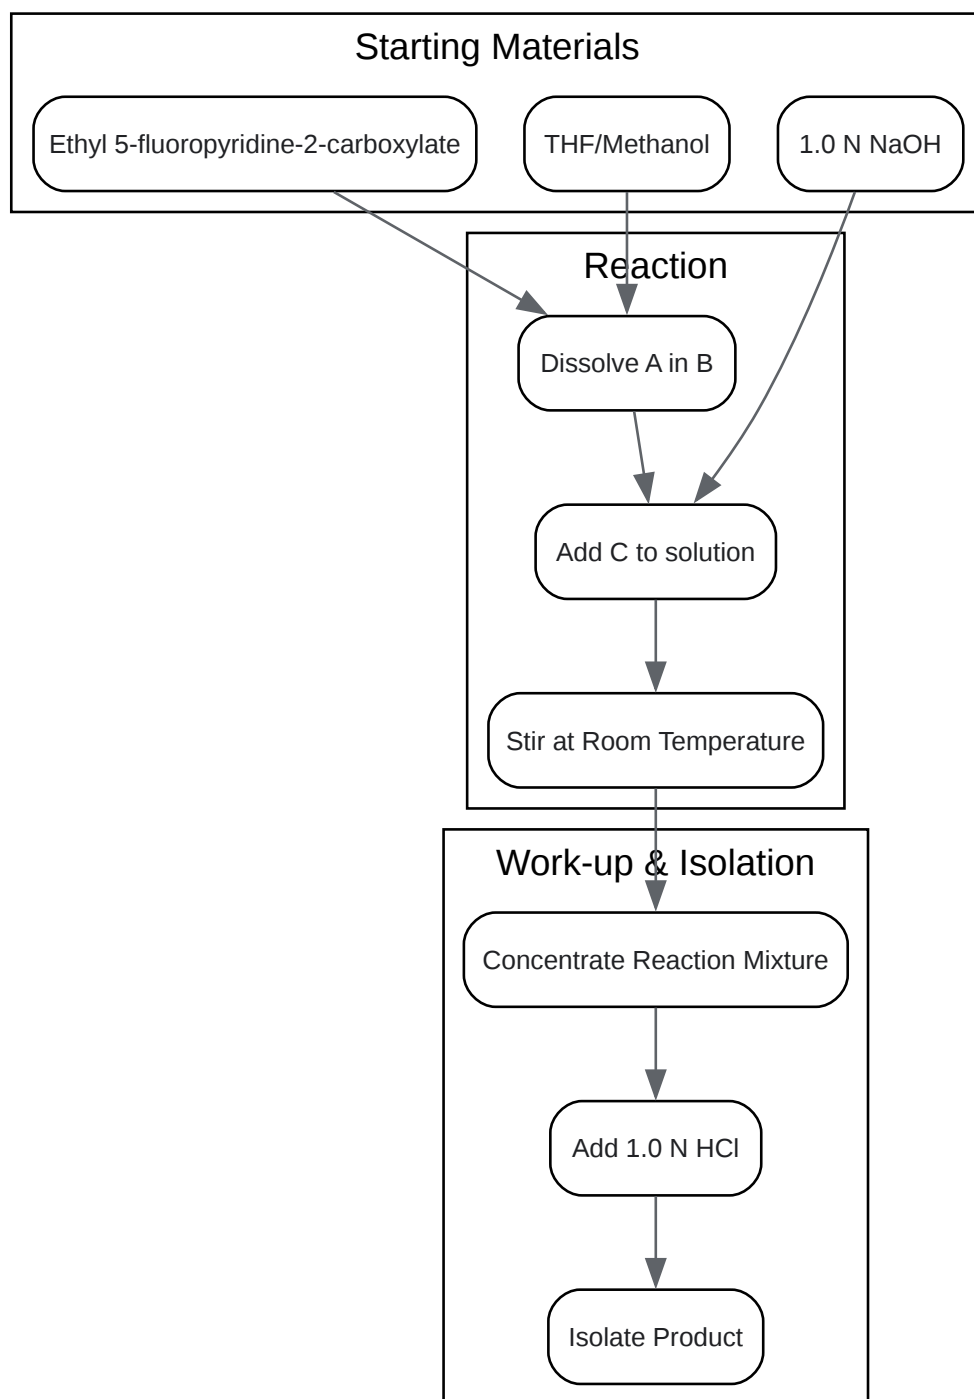 Starting Materials
Ethyl 5-fluoropyridine-2-carboxylate
THF/Methanol
1.0 N NaOH
Reaction
Dissolve A in B
Add C to solution
Stir at Room Temperature
Work-up & Isolation
Concentrate Reaction Mixture
Add 1.0 N HCl
Isolate Product